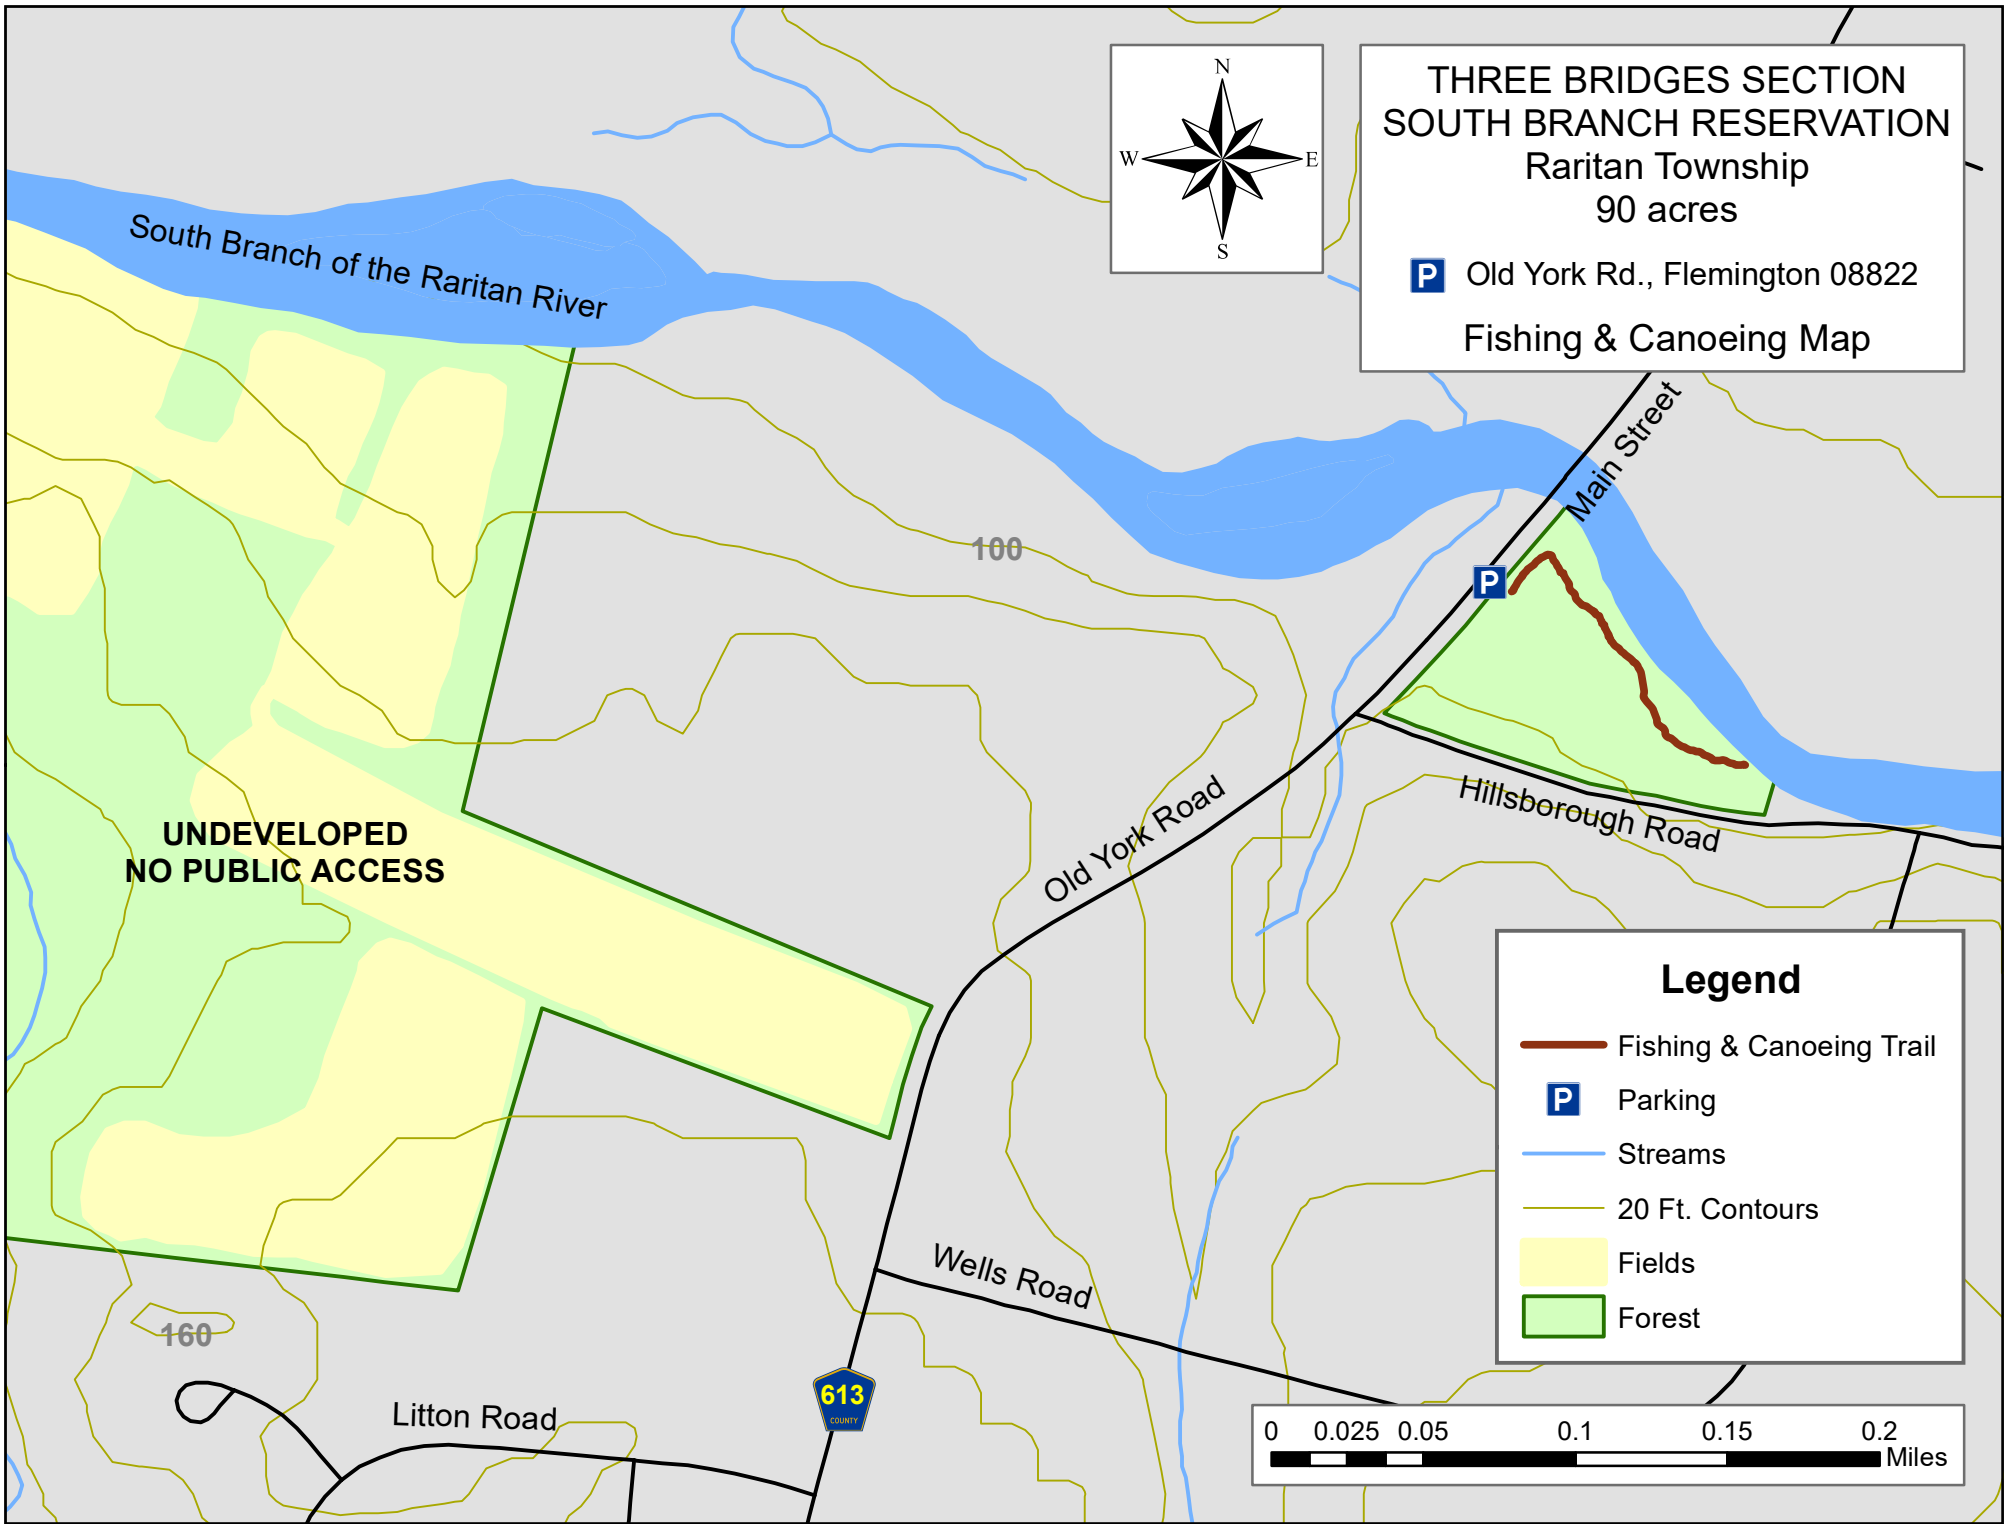 N
W
E
S
THREE BRIDGES SECTION
SOUTH BRANCH RESERVATION
Raritan Township
90 acres
P Old York Rd., Flemington 08822
Fishing & Canoeing Map
South Branch of the Raritan River
Main Street
100
P
Old York Road
Hillsborough Road
UNDEVELOPED
NO PUBLIC ACCESS
Legend
Fishing & Canoeing Trail
P Parking
Streams
20 Ft. Contours
Fields
Forest
Wells Road
160
613
COUNTY
Litton Road
0 0.025 0.05 0.1 0.15 0.2
Miles